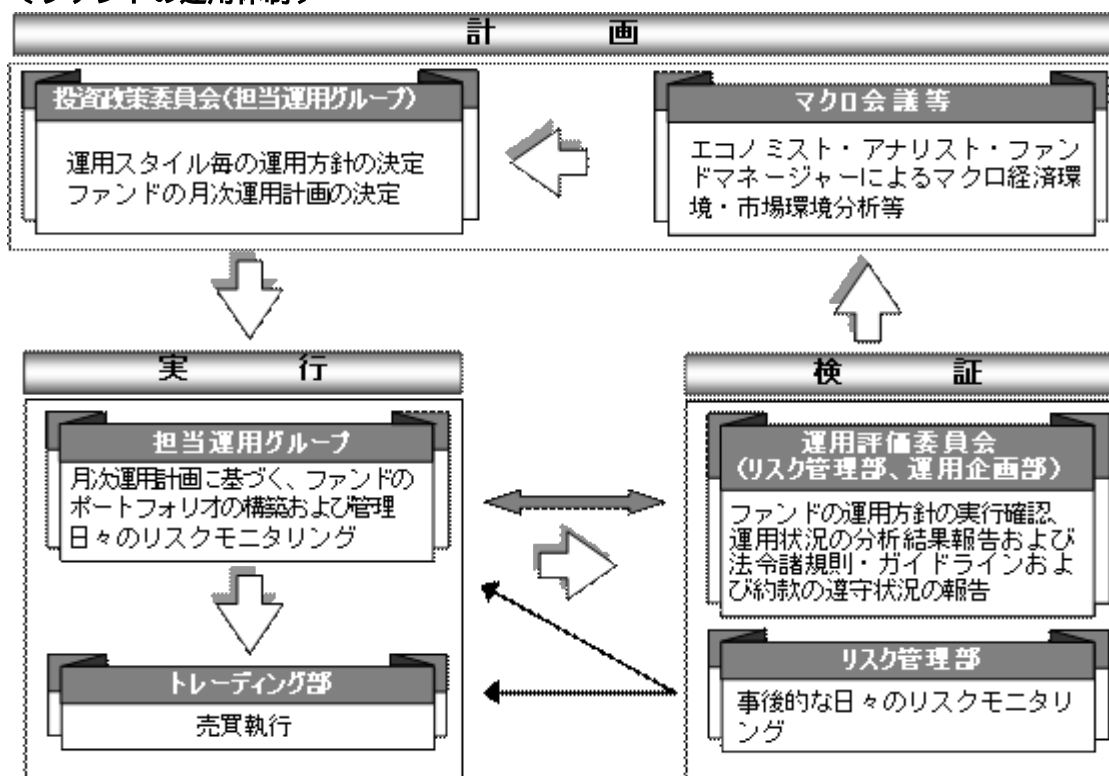 計 画
投資政策委員会(担当運用グループ)
運用スタイル毎の運用方針の決定
ファンドの月次運用計画の決定
マクロ会議等
エコノミスト・アナリスト・ファン
ドマネージャーによるマクロ経済環
境・市場環境分析等
実 行
担当運用グループ
月次運用計画に基づく、ファンドの
ポートフォリオの構築および管理
日々のリスクモニタリング
トレーディング部
売買執行
検 証
運用評価委員会
(リスク管理部、運用企画部)
ファンドの運用方針の実行確認、
運用状況の分析結果報告および
法令諸規則・ガイドラインおよ
び約款の遵守状況の報告
リスク管理部
事後的な日々のリスクモニタリ
ング